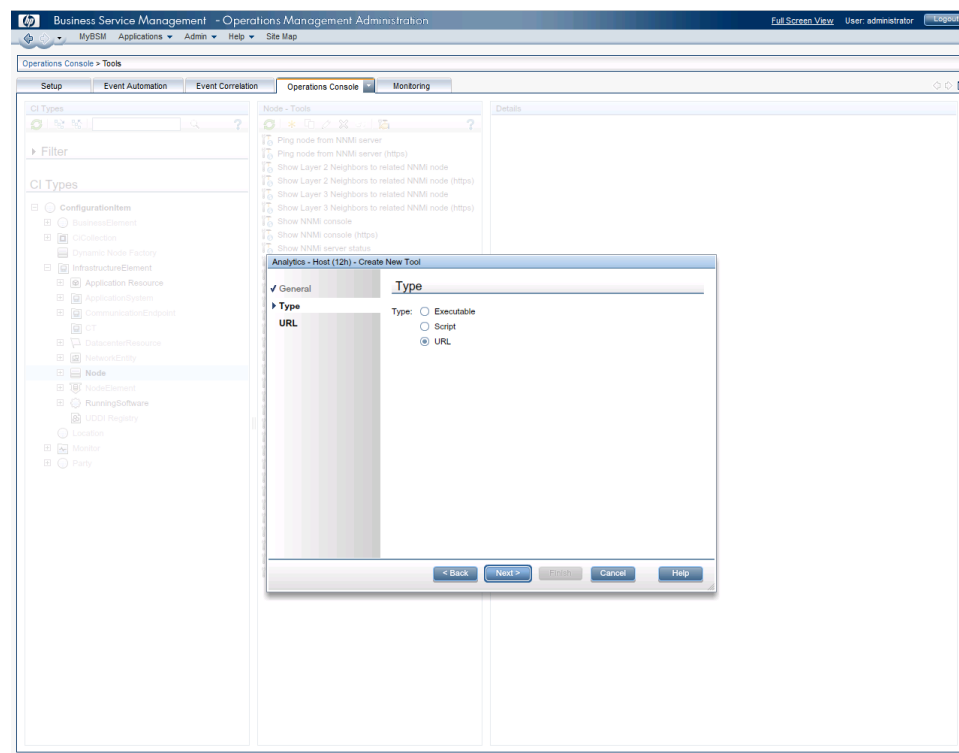 hp Business Service Management - Operations Management Administration Full Screen View User: administrator Logout
MyBSM Applications Admin Help Site Map
Operations Console > Tools
Setup Event Automation Event Correlation Operations Console Monitoring
CI Types
?
Filter
CI Types
ConfigurationItem
BusinessElement
CICollection
Dynamic Node Factory
InfrastructureElement
Application Resource
ApplicationSystem
CommunicationEndpoint
CT
DatacenterResource
NetworkEntity
Node
NodeElement
RunningSoftware
UDDI Registry
Location
Monitor
Party
Node - Tools
?
Ping node from NNMi server
Ping node from NNMi server (https)
Show Layer 2 Neighbors to related NNMi node
Show Layer 2 Neighbors to related NNMi node (https)
Show Layer 3 Neighbors to related NNMi node
Show Layer 3 Neighbors to related NNMi node (https)
Show NNMi console
Show NNMi console (https)
Show NNMi server status
Details
Analytics - Host (12h) - Create New Tool
General
Type
URL
Type
Type: Executable
Script
URL
< Back Next > Finish Cancel Help